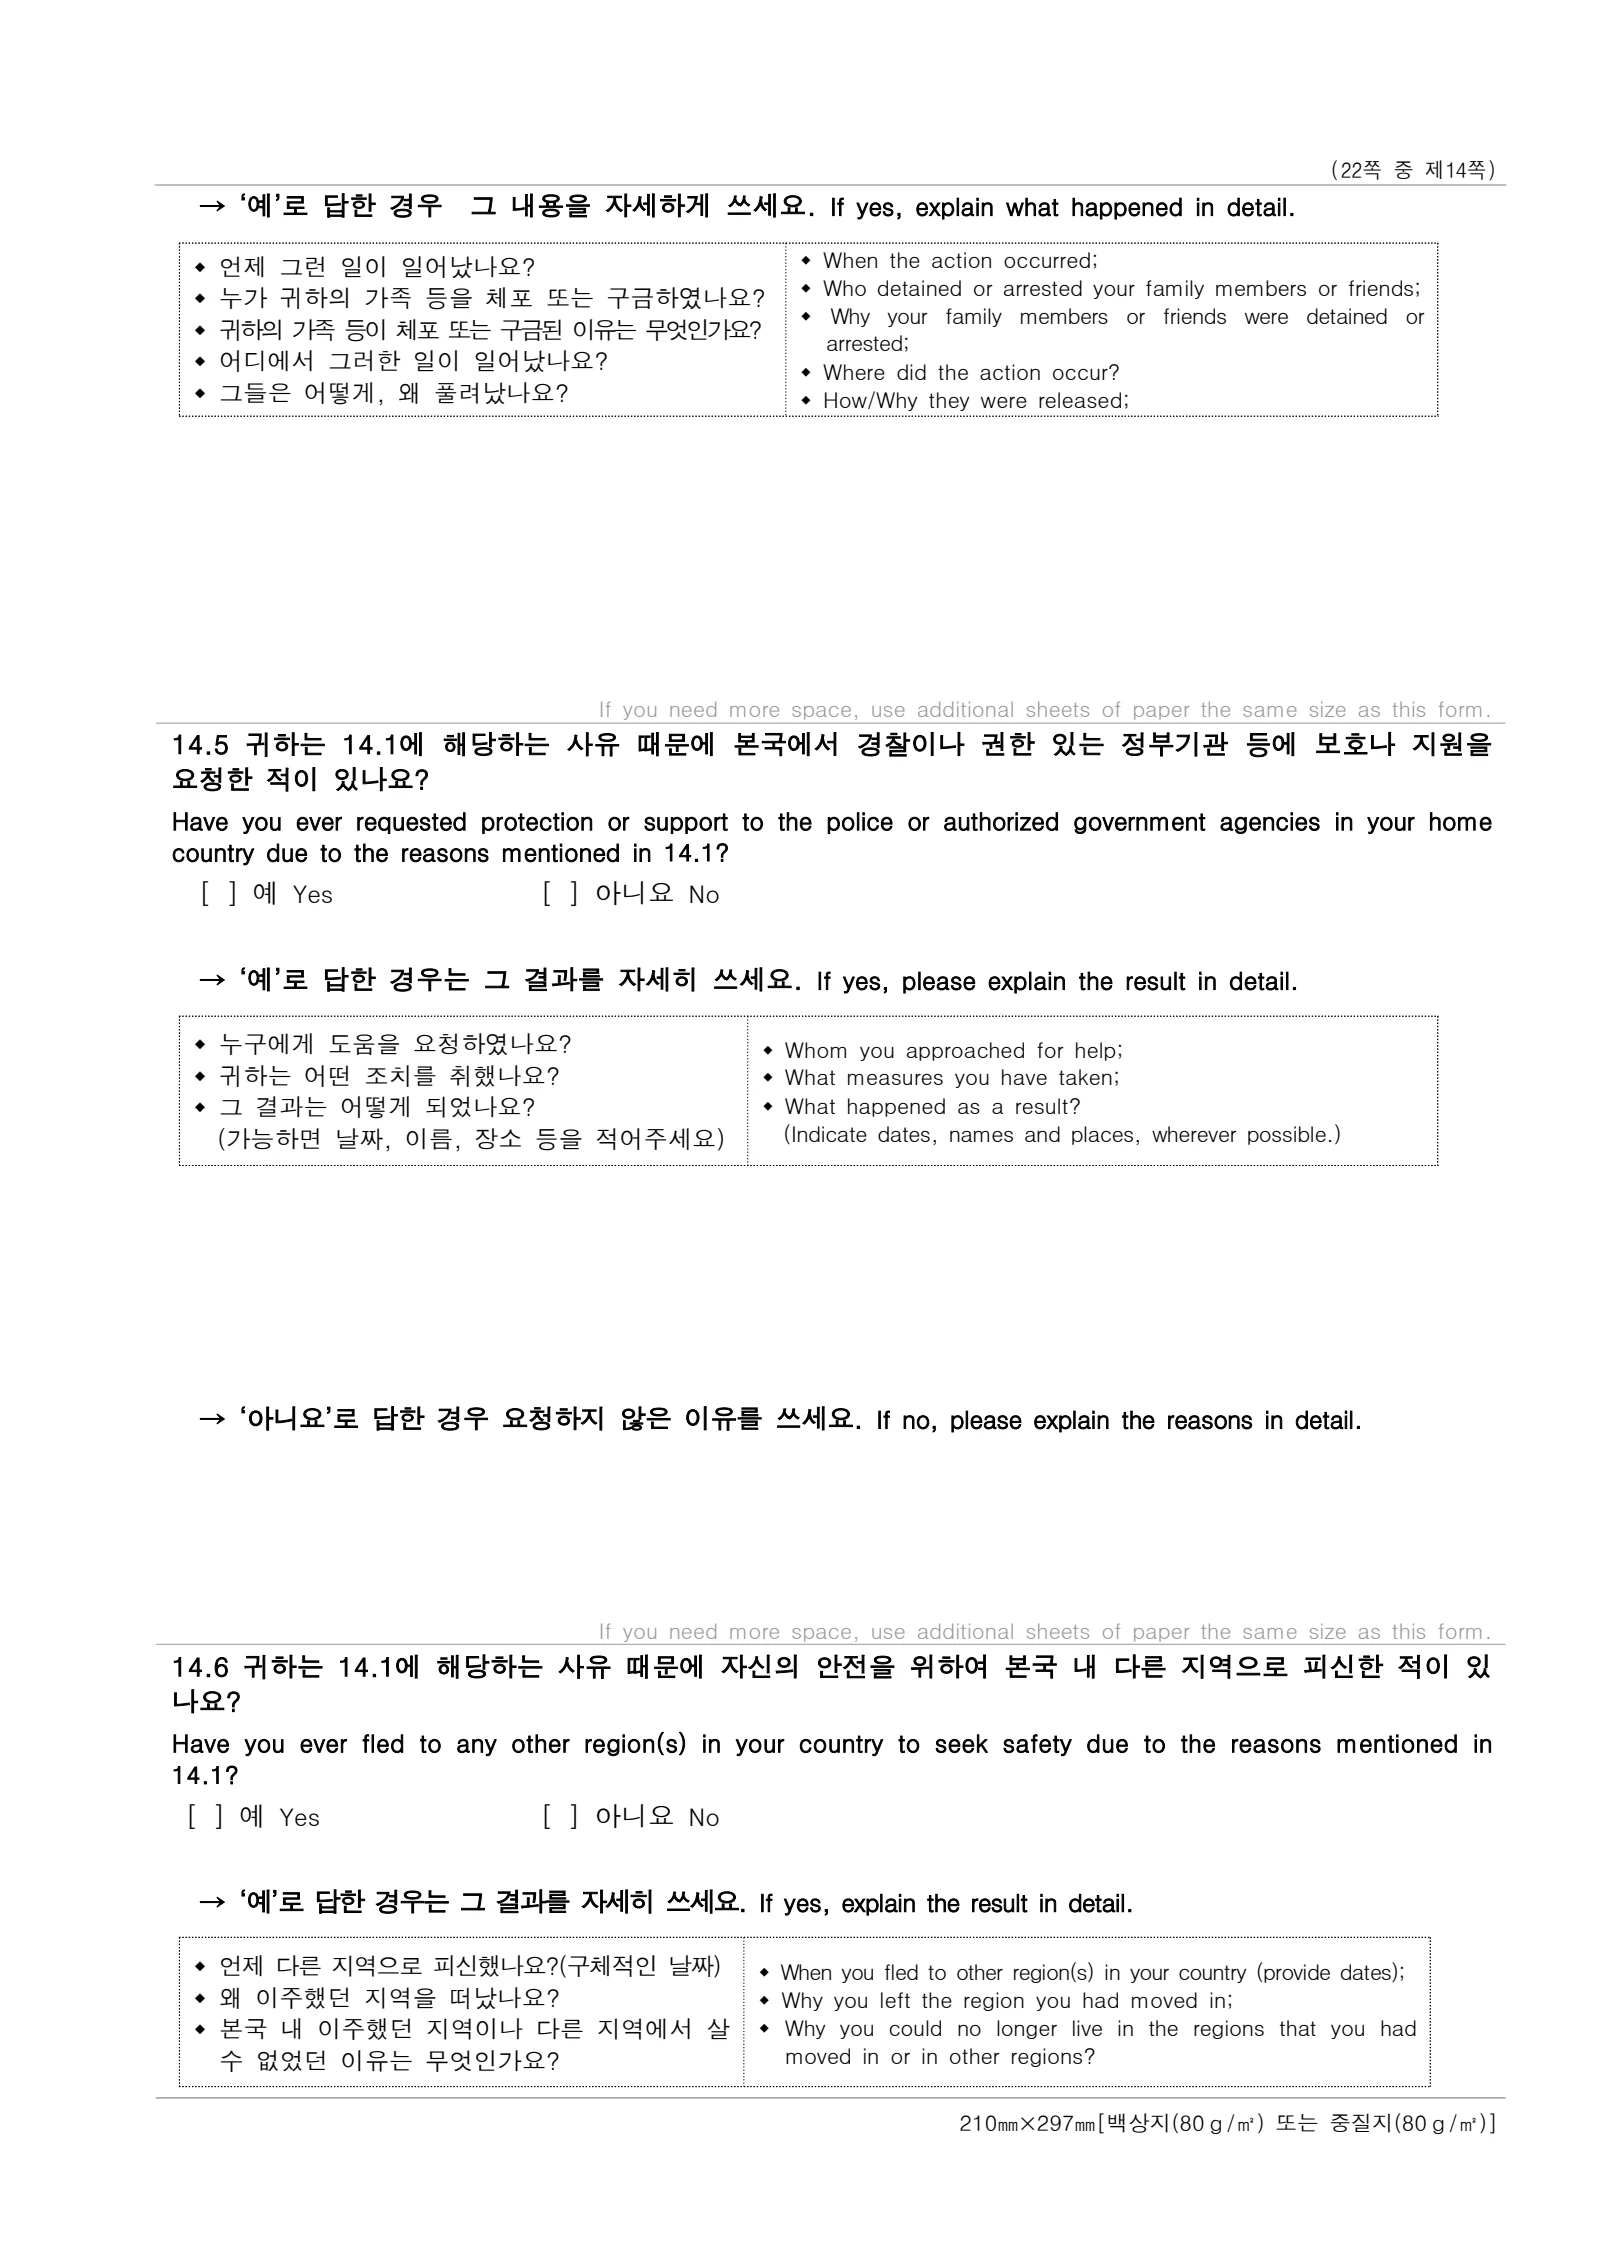 (22쪽 중 제14쪽)
→ ‘예’로 답한 경우 그 내용을 자세하게 쓰세요. If yes, explain what happened in detail.
◆ 언제 그런 일이 일어났나요?
◆ 누가 귀하의 가족 등을 체포 또는 구금하였나요?
◆ 귀하의 가족 등이 체포 또는 구금된 이유는 무엇인가요?
◆ 어디에서 그러한 일이 일어났나요?
◆ 그들은 어떻게, 왜 풀려났나요?
◆ When the action occurred;
◆ Who detained or arrested your family members or friends;
◆ Why your family members or friends were detained or
arrested;
◆ Where did the action occur?
◆ How/Why they were released;
If you need more space, use additional sheets of paper the same size as this form.
14.5 귀하는 14.1에 해당하는 사유 때문에 본국에서 경찰이나 권한 있는 정부기관 등에 보호나 지원을
요청한 적이 있나요?
Have you ever requested protection or support to the police or authorized government agencies in your home
country due to the reasons mentioned in 14.1?
[ ] 예 Yes [ ] 아니요 No
→ ‘예’로 답한 경우는 그 결과를 자세히 쓰세요. If yes, please explain the result in detail.
◆ 누구에게 도움을 요청하였나요?
◆ 귀하는 어떤 조치를 취했나요?
◆ 그 결과는 어떻게 되었나요?
(가능하면 날짜, 이름, 장소 등을 적어주세요)
◆ Whom you approached for help;
◆ What measures you have taken;
◆ What happened as a result?
(Indicate dates, names and places, wherever possible.)
→ ‘아니요’로 답한 경우 요청하지 않은 이유를 쓰세요. If no, please explain the reasons in detail.
If you need more space, use additional sheets of paper the same size as this form.
14.6 귀하는 14.1에 해당하는 사유 때문에 자신의 안전을 위하여 본국 내 다른 지역으로 피신한 적이 있
나요?
Have you ever fled to any other region(s) in your country to seek safety due to the reasons mentioned in
14.1?
[ ] 예 Yes [ ] 아니요 No
→ ‘예’로 답한 경우는 그 결과를 자세히 쓰세요. If yes, explain the result in detail.
◆ 언제 다른 지역으로 피신했나요?(구체적인 날짜)
◆ 왜 이주했던 지역을 떠났나요?
◆ 본국 내 이주했던 지역이나 다른 지역에서 살
수 없었던 이유는 무엇인가요?
◆ When you fled to other region(s) in your country (provide dates);
◆ Why you left the region you had moved in;
◆ Why you could no longer live in the regions that you had
moved in or in other regions?
210㎜×297㎜[백상지(80ｇ/㎡) 또는 중질지(80ｇ/㎡)]